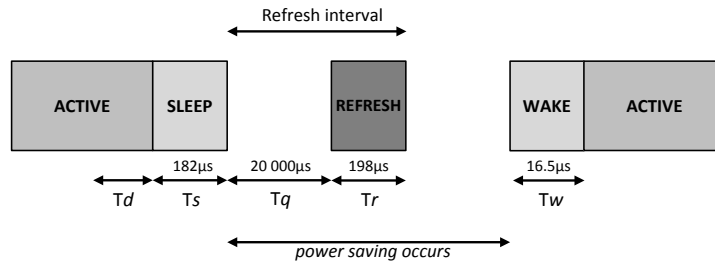 Refresh interval
ACTIVE SLEEP REFRESH WAKE ACTIVE
182µs 20 000µs 198µs 16.5µs
Td Ts Tq Tr Tw
power saving occurs